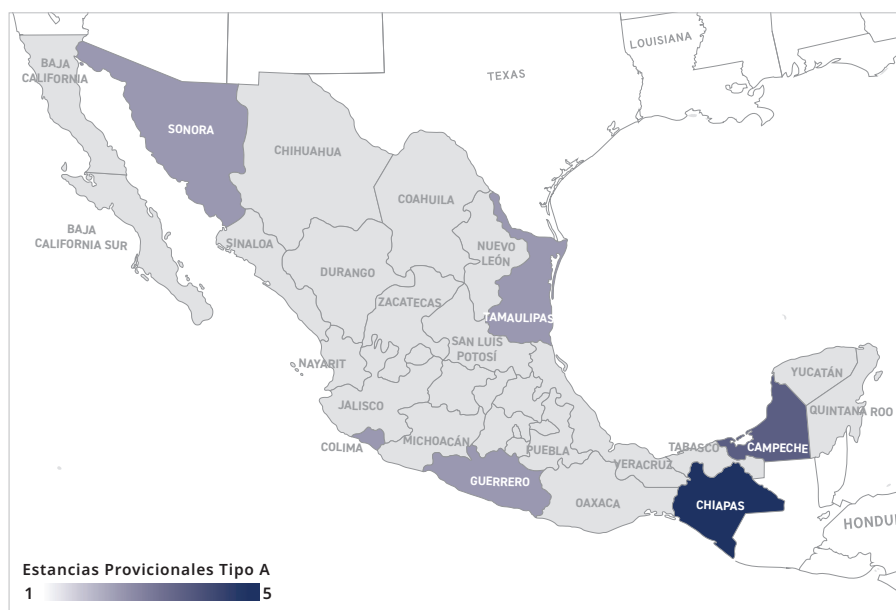 LOUISIANA
TEXAS
BAJA
CALIFORNIA
SONORA
CHIHUAHUA
COAHUILA
BAJA
CALIFORNIA SUR
SINALOA
NUEVO
LEÓN
DURANGO
ZACATECAS
TAMAULIPAS
SAN LUIS
POTOSÍ
NAYARIT
YUCATÁN
JALISCO
QUINTANA ROO
COLIMA
MICHOACÁN
PUEBLA
TABASCO
CAMPECHE
VERACRUZ
GUERRERO
OAXACA
CHIAPAS
HONDU
Estancias Provicionales Tipo A
1 5